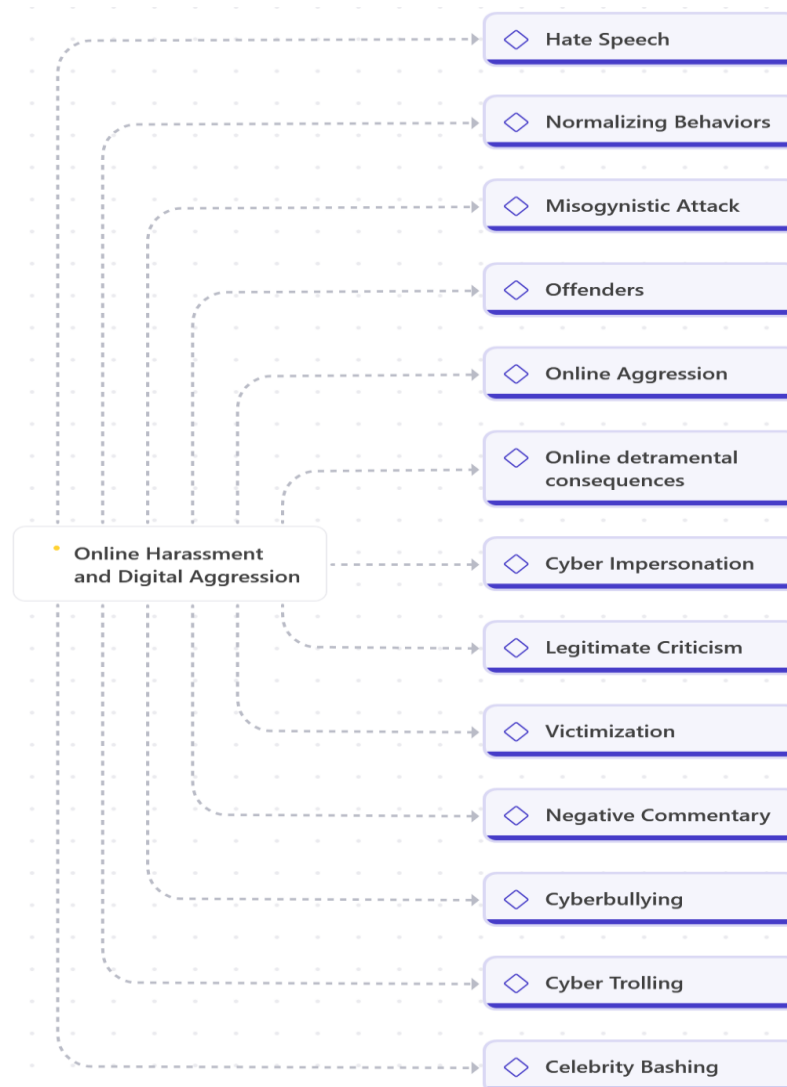 Hate Speech
Normalizing Behaviors
Misogynistic Attack
Offenders
Online Aggression
Online detramental
consequences
Online Harassment
and Digital Aggression
Cyber Impersonation
Legitimate Criticism
Victimization
Negative Commentary
Cyberbullying
Cyber Trolling
Celebrity Bashing